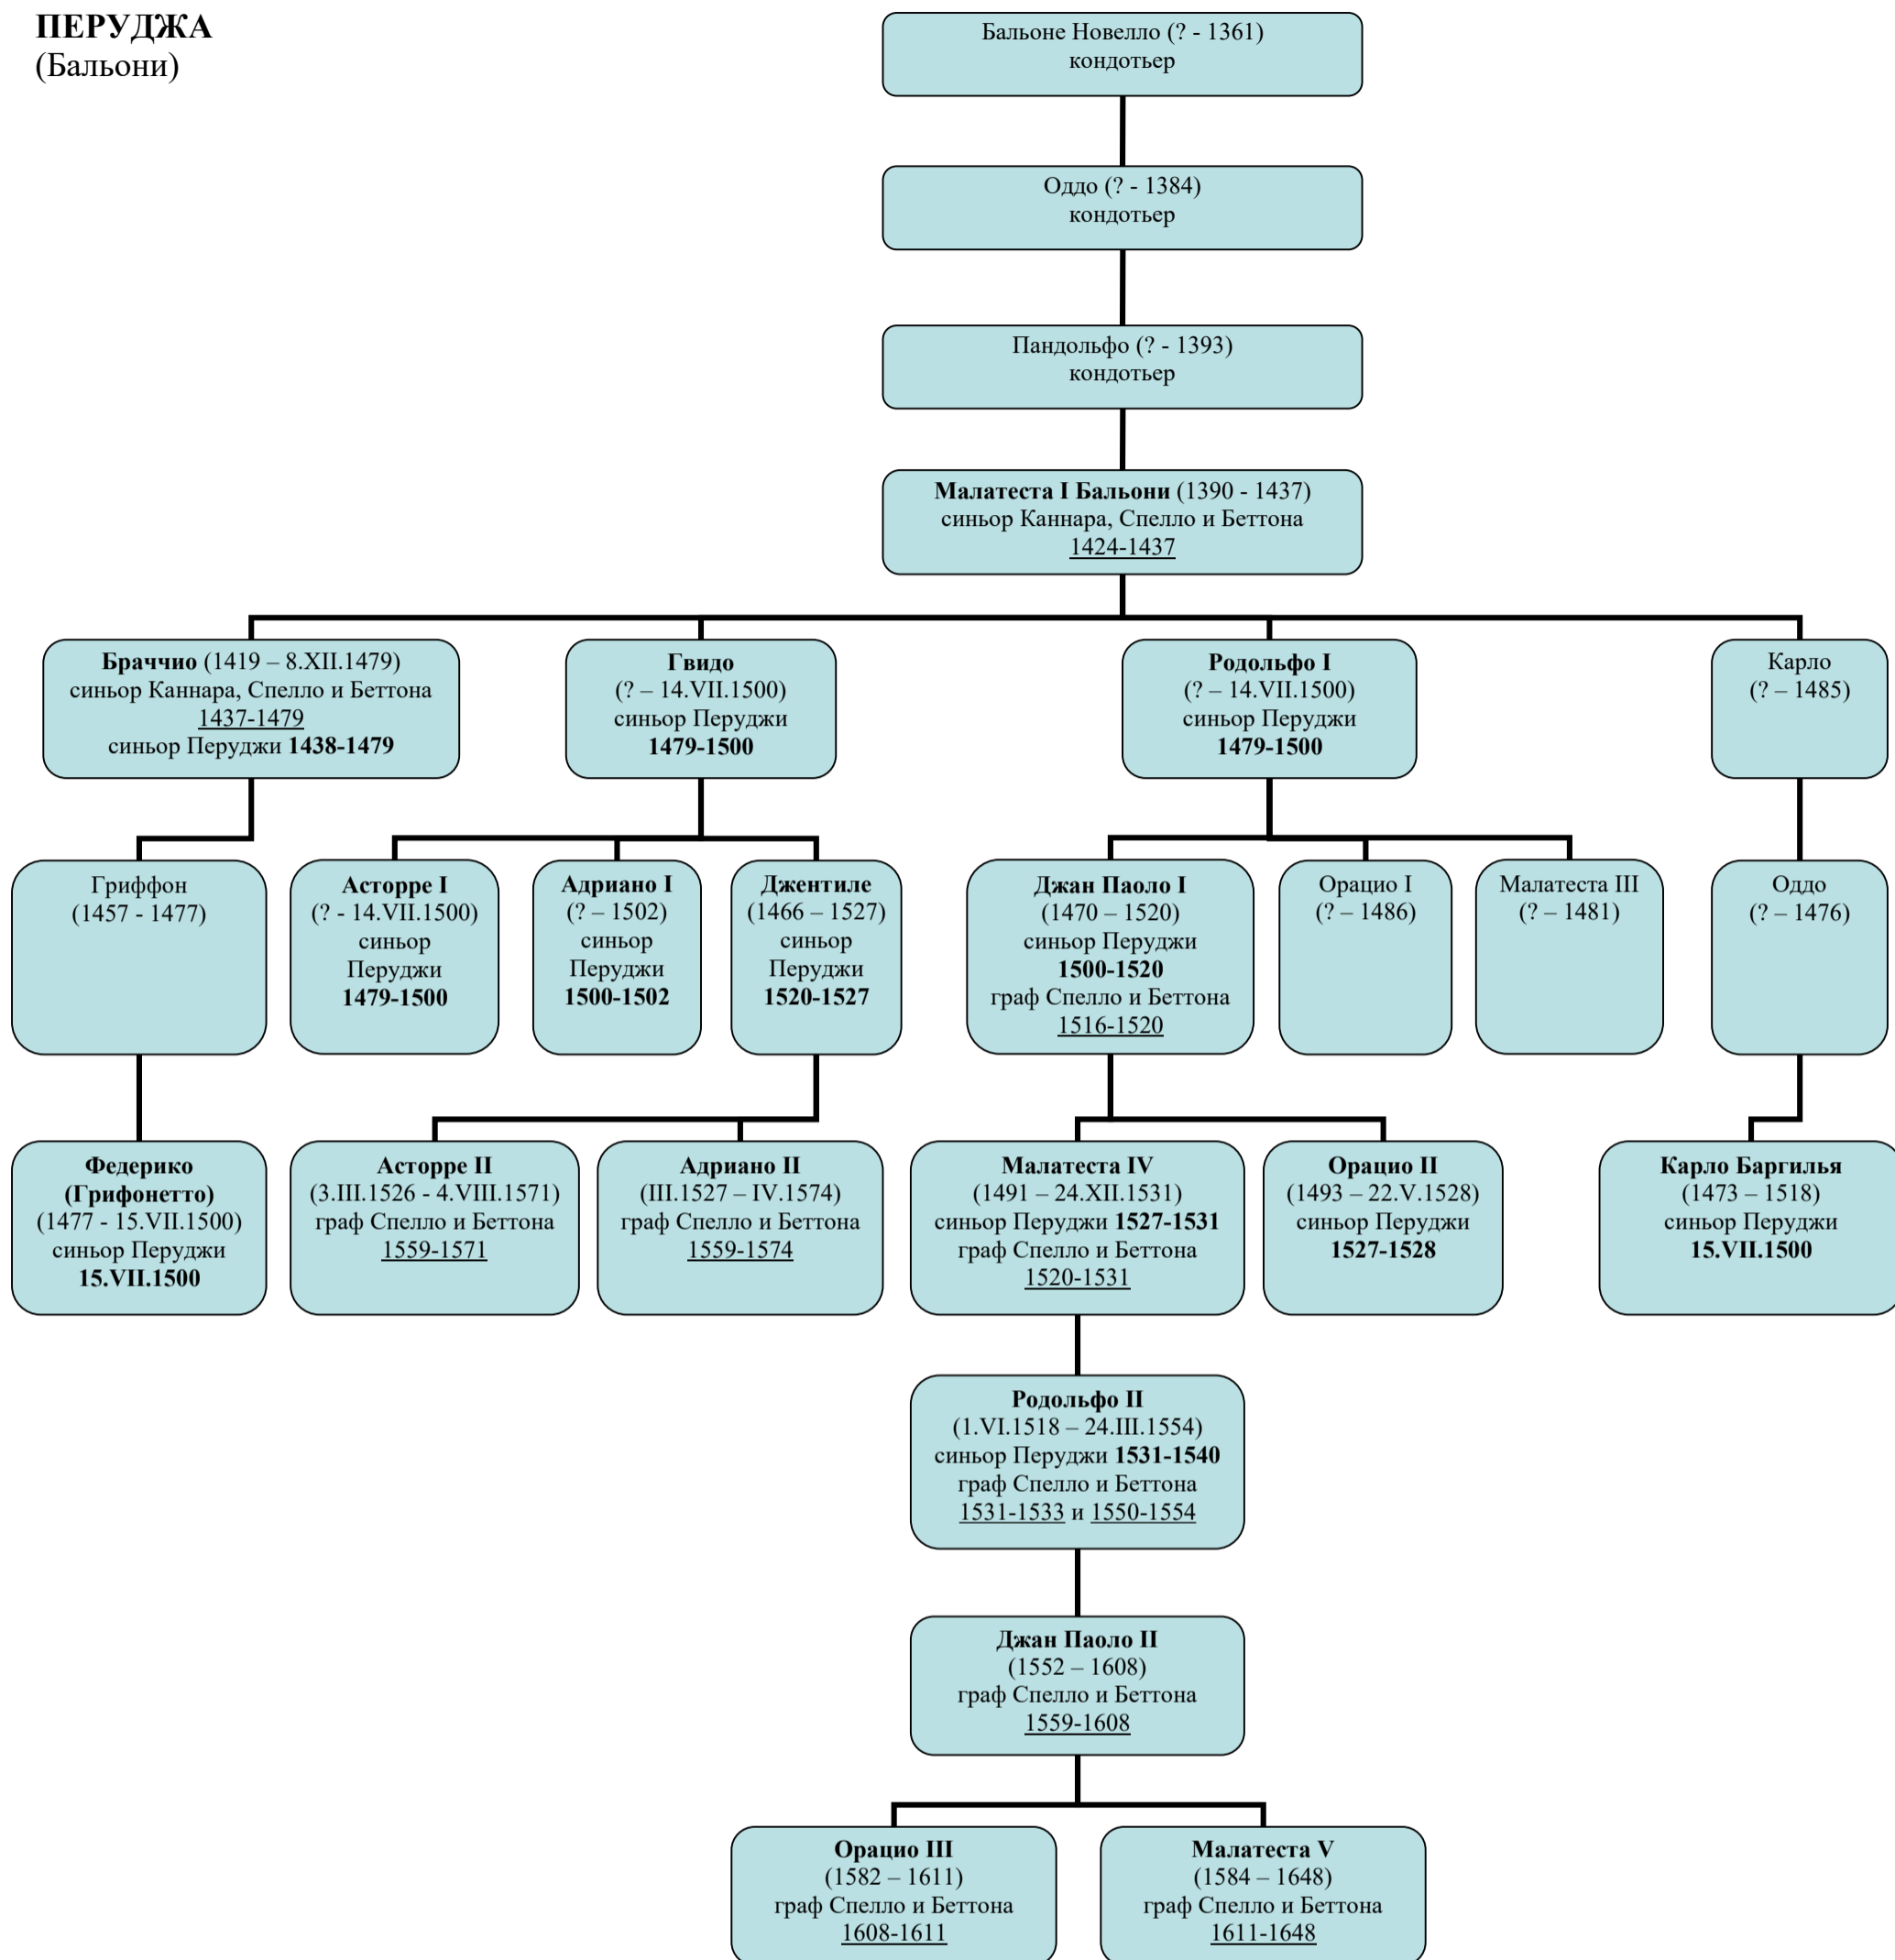 ПЕРУДЖА
(Бальони)
Бальоне Новелло (? - 1361)
кондотьер
Оддо (? - 1384)
кондотьер
Пандольфо (? - 1393)
кондотьер
Малатеста I Бальони (1390 - 1437)
синьор Каннара, Спелло и Беттона
1424-1437
Браччио (1419 – 8.XII.1479)
синьор Каннара, Спелло и Беттона
1437-1479
синьор Перуджи 1438-1479
Гвидо
(? – 14.VII.1500)
синьор Перуджи
1479-1500
Родольфо I
(? – 14.VII.1500)
синьор Перуджи
1479-1500
Карло
(? – 1485)
Гриффон
(1457 - 1477)
Асторре I
(? - 14.VII.1500)
синьор
Перуджи
1479-1500
Адриано I
(? – 1502)
синьор
Перуджи
1500-1502
Джентиле
(1466 – 1527)
синьор
Перуджи
1520-1527
Джан Паоло I
(1470 – 1520)
синьор Перуджи
1500-1520
граф Спелло и Беттона
1516-1520
Орацио I
(? – 1486)
Малатеста III
(? – 1481)
Оддо
(? – 1476)
Федерико
(Грифонетто)
(1477 - 15.VII.1500)
синьор Перуджи
15.VII.1500
Асторре II
(3.III.1526 - 4.VIII.1571)
граф Спелло и Беттона
1559-1571
Адриано II
(III.1527 – IV.1574)
граф Спелло и Беттона
1559-1574
Малатеста IV
(1491 – 24.XII.1531)
синьор Перуджи 1527-1531
граф Спелло и Беттона
1520-1531
Орацио II
(1493 – 22.V.1528)
синьор Перуджи
1527-1528
Карло Баргилья
(1473 – 1518)
синьор Перуджи
15.VII.1500
Родольфо II
(1.VI.1518 – 24.III.1554)
синьор Перуджи 1531-1540
граф Спелло и Беттона
1531-1533 и 1550-1554
Джан Паоло II
(1552 – 1608)
граф Спелло и Беттона
1559-1608
Орацио III
(1582 – 1611)
граф Спелло и Беттона
1608-1611
Малатеста V
(1584 – 1648)
граф Спелло и Беттона
1611-1648